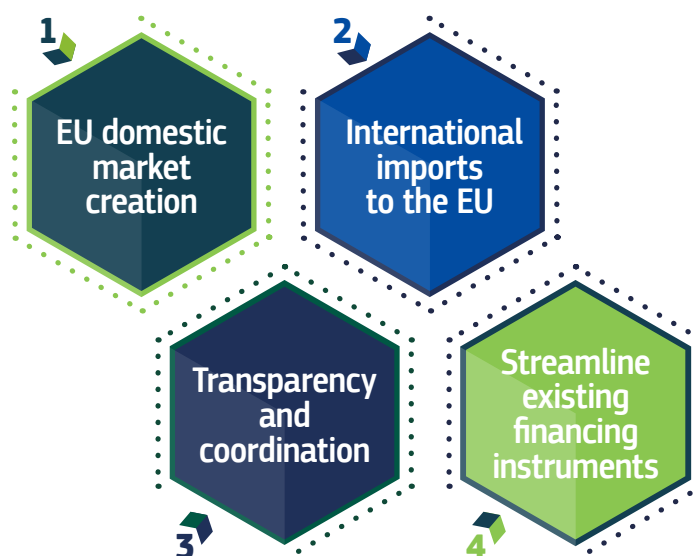 1
EU domestic
market
creation
2
International
imports
to the EU
Transparency
and
coordination
3
Streamline
existing
financing
instruments
4